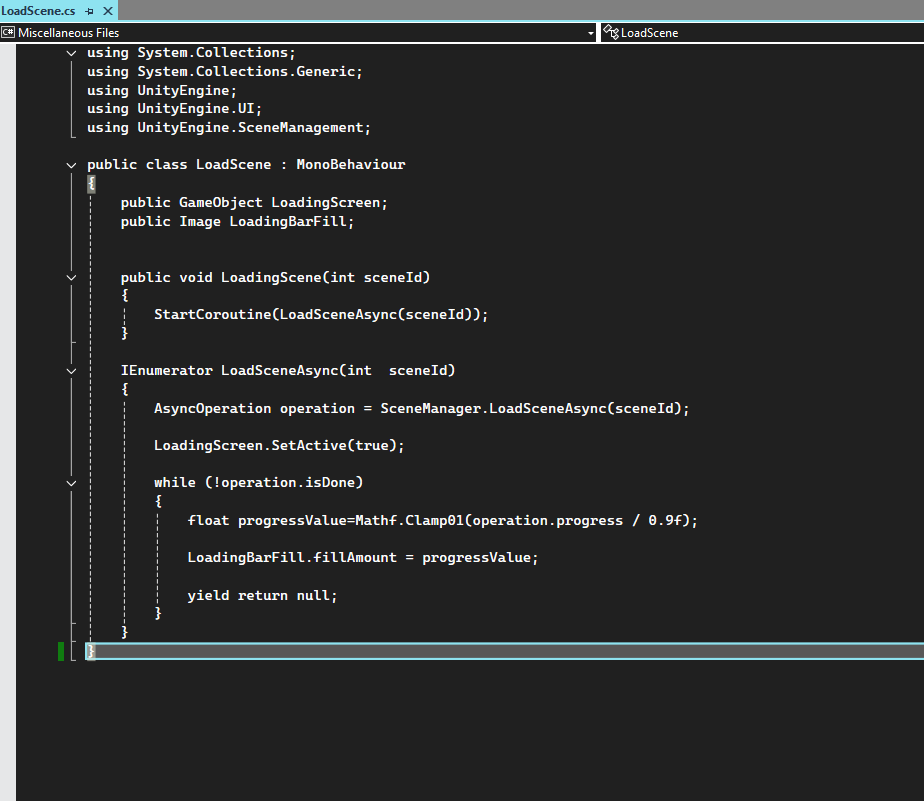 LoadScene.cs
C# Miscellaneous Files LoadScene
using System.Collections;
using System.Collections.Generic;
using UnityEngine;
using UnityEngine.UI;
using UnityEngine.SceneManagement;
public class LoadScene : MonoBehaviour
{
public GameObject LoadingScreen;
public Image LoadingBarFill;
public void LoadingScene(int sceneId)
{
StartCoroutine(LoadSceneAsync(sceneId));
}
IEnumerator LoadSceneAsync(int  sceneId)
{
AsyncOperation operation = SceneManager.LoadSceneAsync(sceneId);
LoadingScreen.SetActive(true);
while (!operation.isDone)
{
float progressValue=Mathf.Clamp01(operation.progress / 0.9f);
LoadingBarFill.fillAmount = progressValue;
yield return null;
}
}
}